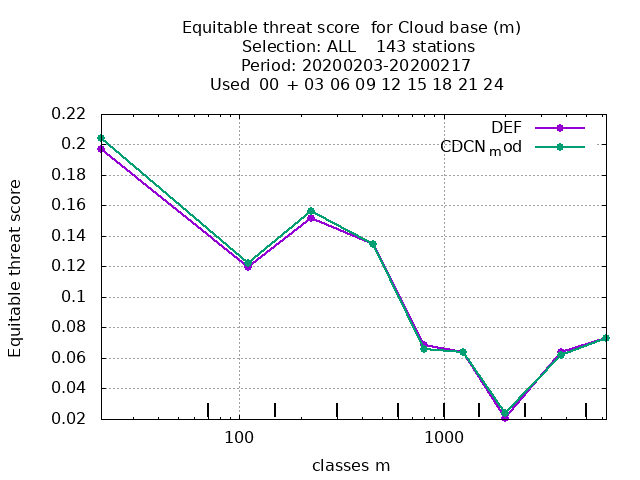 Equitable threat score  for Cloud base (m)
Selection: ALL    143 stations
Period: 20200203-20200217
Used  00 + 03 06 09 12 15 18 21 24
DEF
CDCNmod
0.22
0.2
0.18
0.16
0.14
0.12
0.1
0.08
0.06
0.04
0.02
Equitable threat score
100
1000
classes m